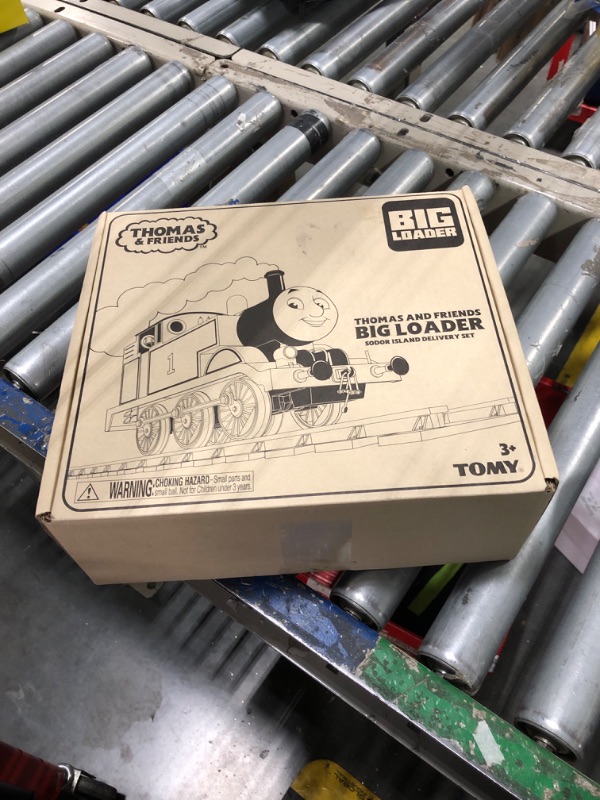 THOMAS
& FRIENDS™
BIG
LOADER
THOMAS AND FRIENDS
BIG LOADER
SODOR ISLAND DELIVERY SET
1
3+
TOMY®
WARNING: CHOKING HAZARD-Small parts and
small ball. Not for Children under 3 years.